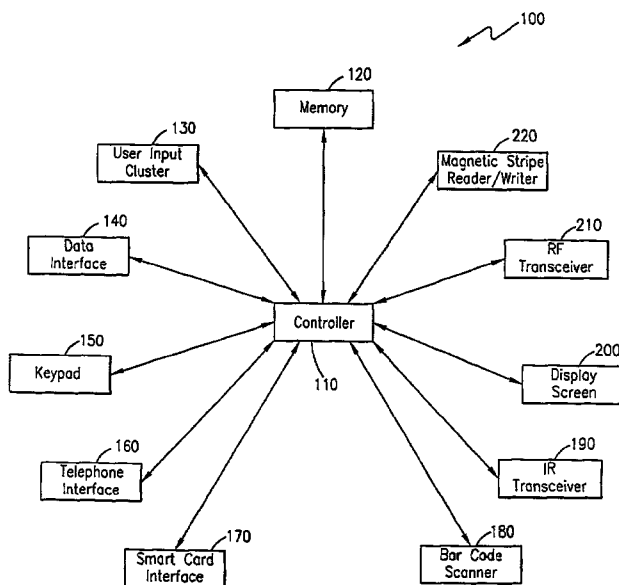 100
120
Memory
130
User Input
Cluster
220
Magnetic Stripe
Reader/Writer
140
Data
Interface
210
RF
Transceiver
Controller
110
150
Keypad
200
Display
Screen
160
Telephone
Interface
190
IR
Transceiver
170
Smart Card
Interface
180
Bar Code
Scanner